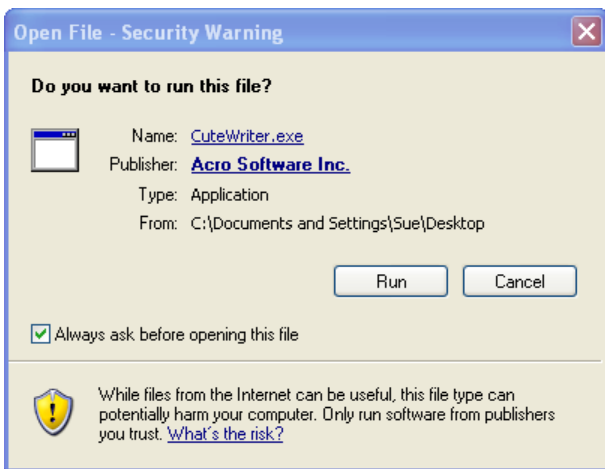 Open File - Security Warning
Do you want to run this file?
Name: CuteWriter.exe
Publisher: Acro Software Inc.
Type: Application
From: C:\Documents and Settings\Sue\Desktop
Run Cancel
Always ask before opening this file
While files from the Internet can be useful, this file type can
potentially harm your computer. Only run software from publishers
you trust. What's the risk?